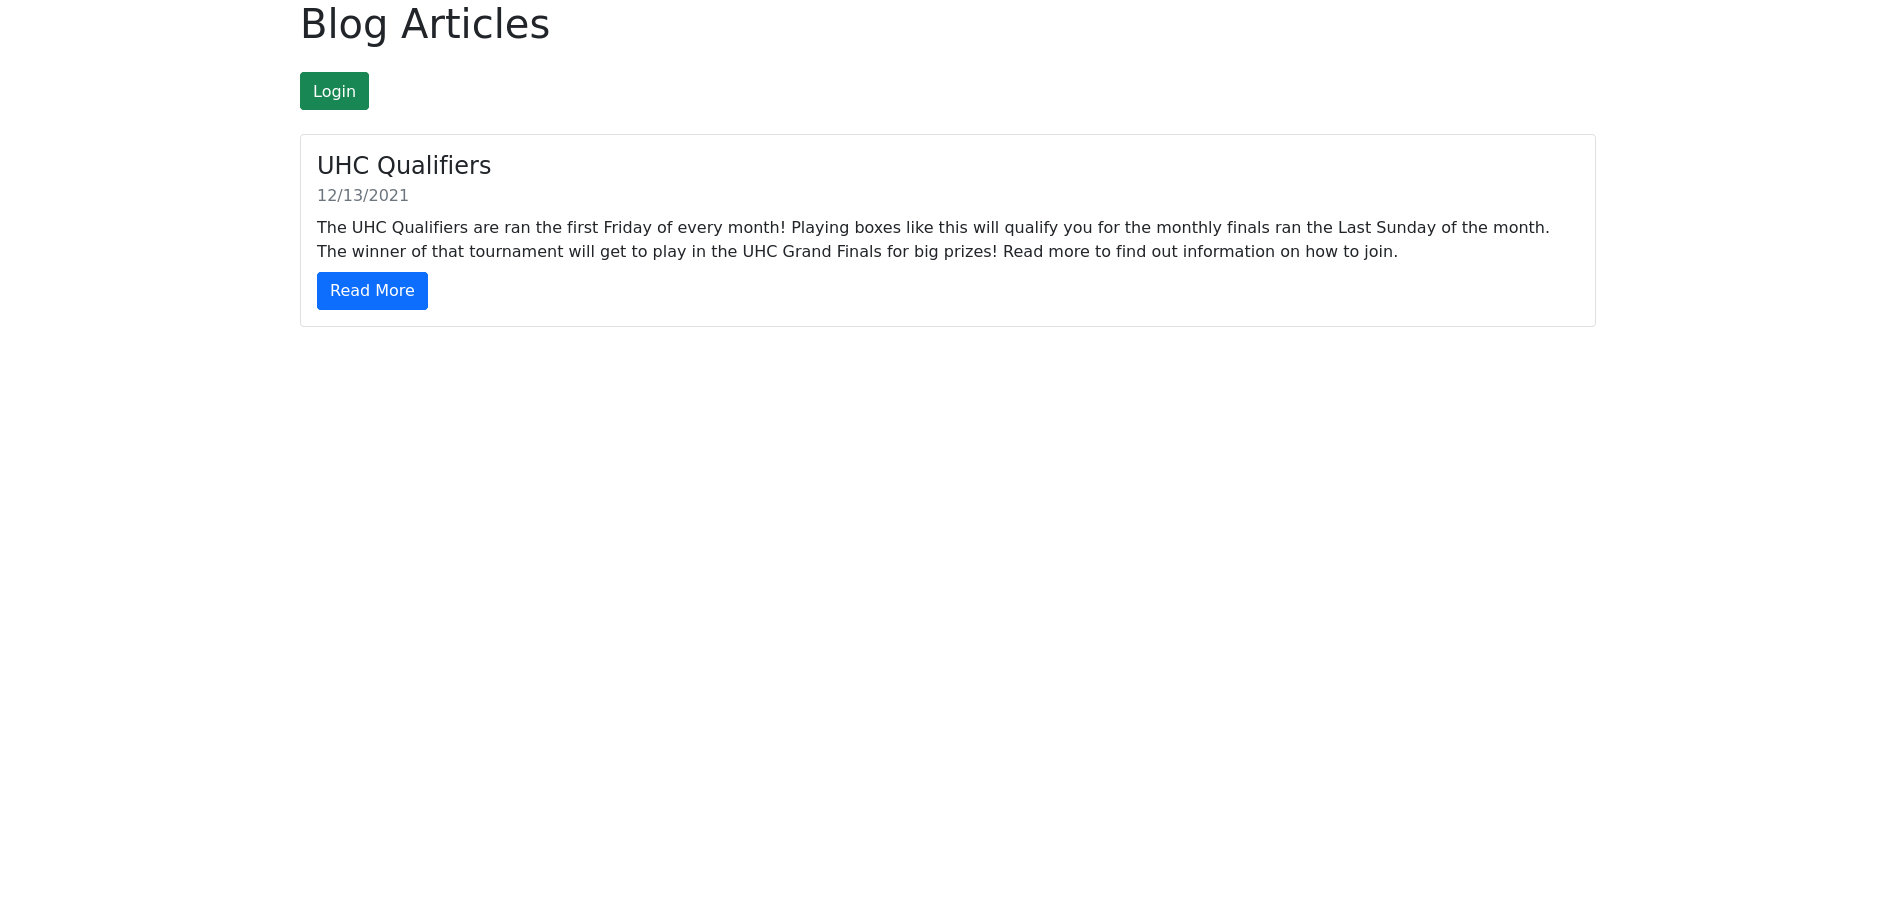 Blog Articles
Login
UHC Qualifiers
12/13/2021
The UHC Qualifiers are ran the first Friday of every month! Playing boxes like this will qualify you for the monthly finals ran the Last Sunday of the month.
The winner of that tournament will get to play in the UHC Grand Finals for big prizes! Read more to find out information on how to join.
Read More